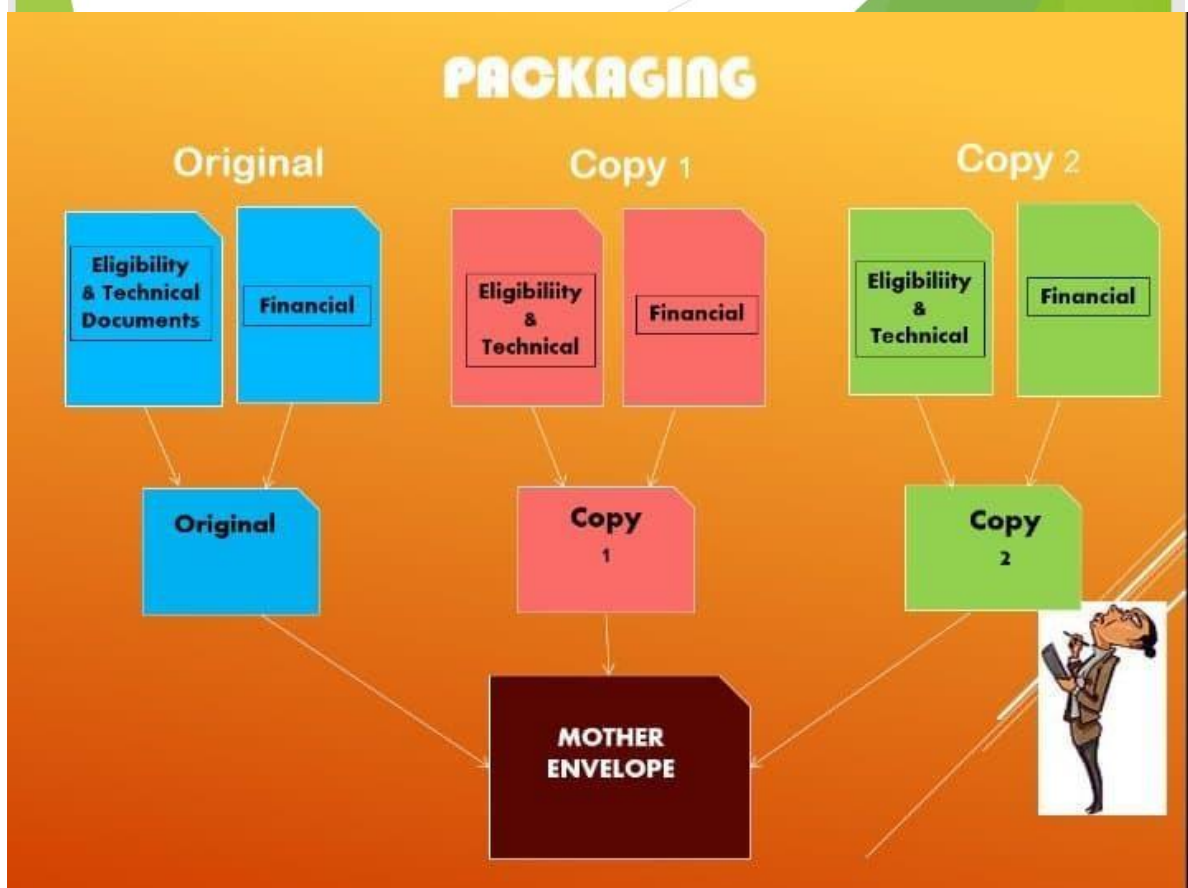 PACKAGING
Original
Copy 1
Copy 2
Eligibility
& Technical
Documents
Financial
Eligibiliity
&
Technical
Financial
Eligibiliity
&
Technical
Financial
Original
Copy
1
Copy
2
MOTHER
ENVELOPE